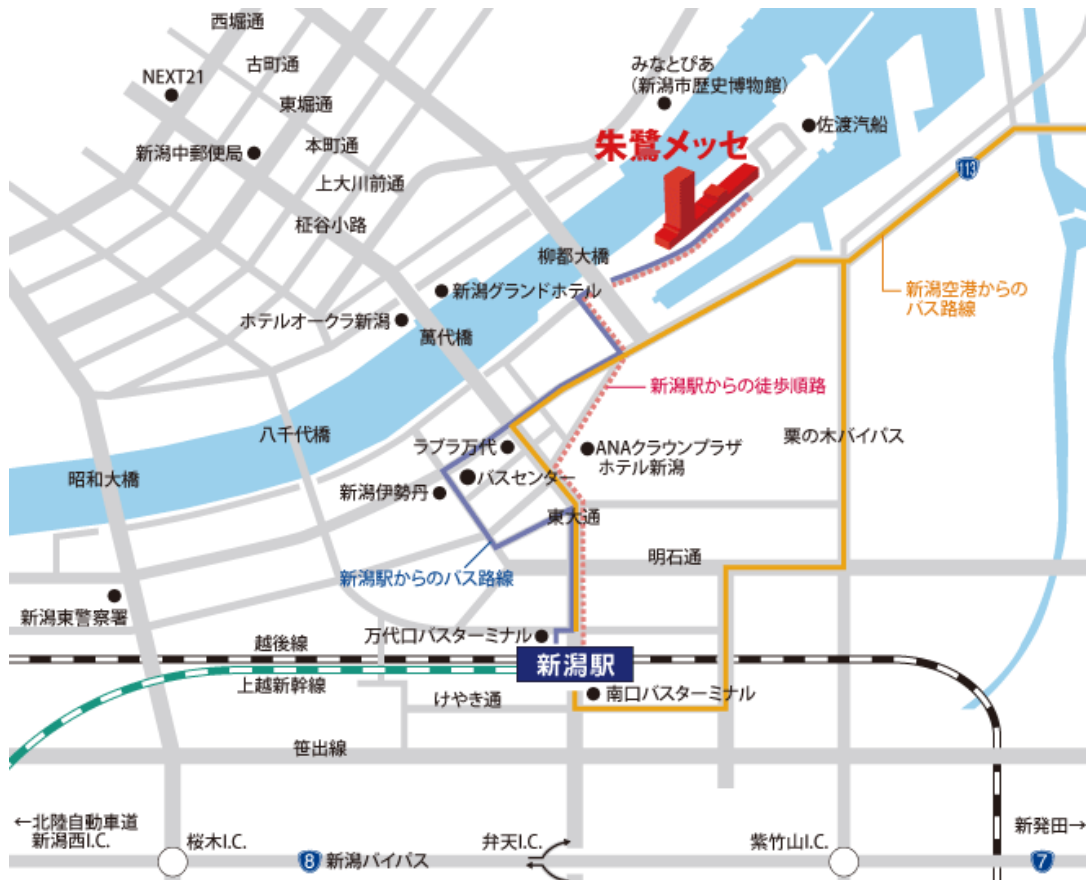 西堀通
古町通
NEXT21
東堀通
新潟中郵便局
本町通
上大川前通
柾谷小路
みなとぴあ
(新潟市歴史博物館)
佐渡汽船
朱鷺メッセ
113
柳都大橋
新潟グランドホテル
ホテルオークラ新潟
萬代橋
新潟空港からの
バス路線
新潟駅からの徒歩順路
八千代橋
ラブラ万代
ANAクラウンプラザ
ホテル新潟
栗の木バイパス
昭和大橋
バスセンター
新潟伊勢丹
東大通
明石通
新潟駅からのバス路線
新潟東警察署
万代口バスターミナル
越後線
新潟駅
上越新幹線
けやき通
南口バスターミナル
笹出線
←北陸自動車道
新潟西I.C.
桜木I.C.
8 新潟バイパス
弁天I.C.
紫竹山I.C.
新発田→
7